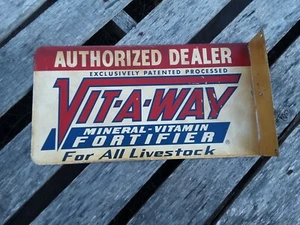 AUTHORIZED DEALER
EXCLUSIVELY PATENTED PROCESSED
VIT-A-WAY
MINERAL-VITAMIN
FORTIFIER
For All Livestock